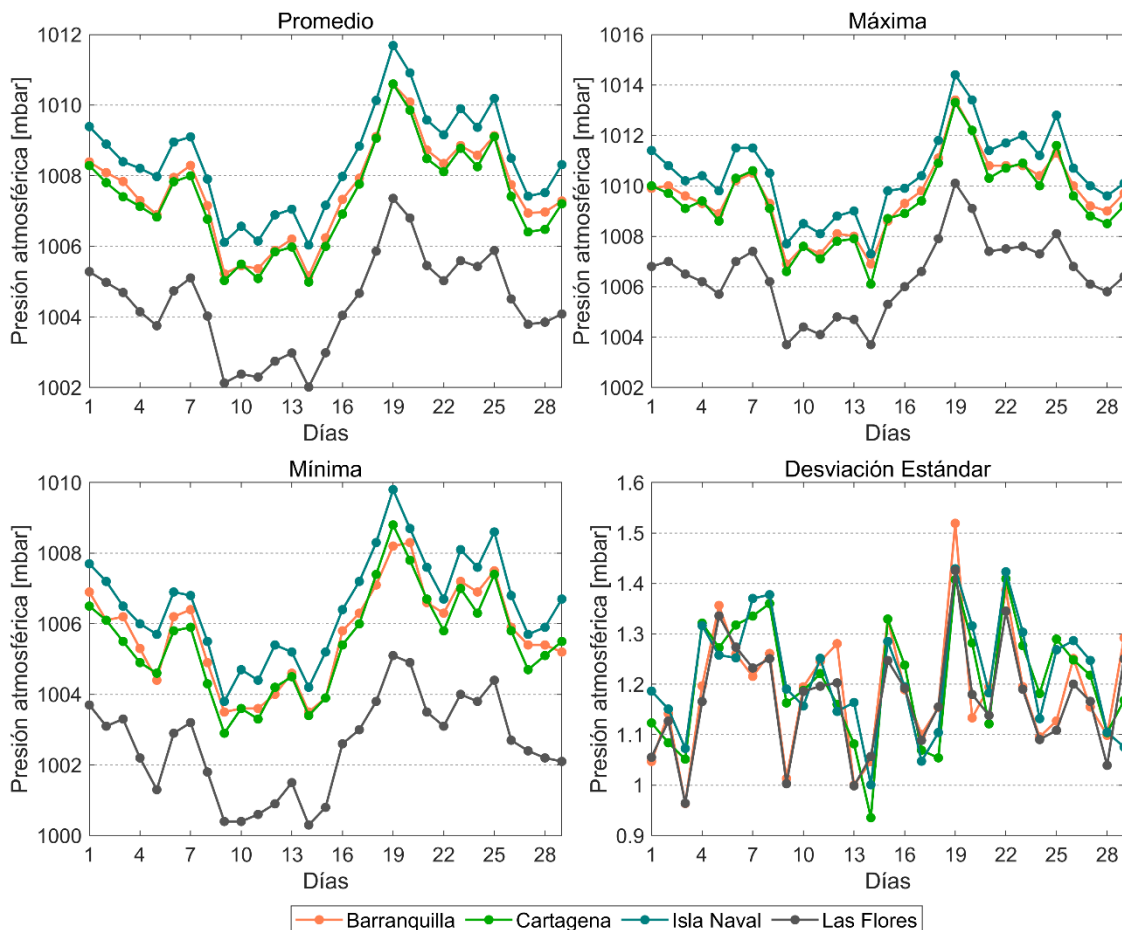 Promedio
Presión atmosférica [mbar]
1012
1010
1008
1006
1004
1002
1 4 7 10 13 16 19 22 25 28
Días
Máxima
Presión atmosférica [mbar]
1016
1014
1012
1010
1008
1006
1004
1002
1 4 7 10 13 16 19 22 25 28
Días
Mínima
Presión atmosférica [mbar]
1010
1008
1006
1004
1002
1000
1 4 7 10 13 16 19 22 25 28
Días
Desviación Estándar
Presión atmosférica [mbar]
1.6
1.5
1.4
1.3
1.2
1.1
1
0.9
1 4 7 10 13 16 19 22 25 28
Días
Barranquilla Cartagena Isla Naval Las Flores